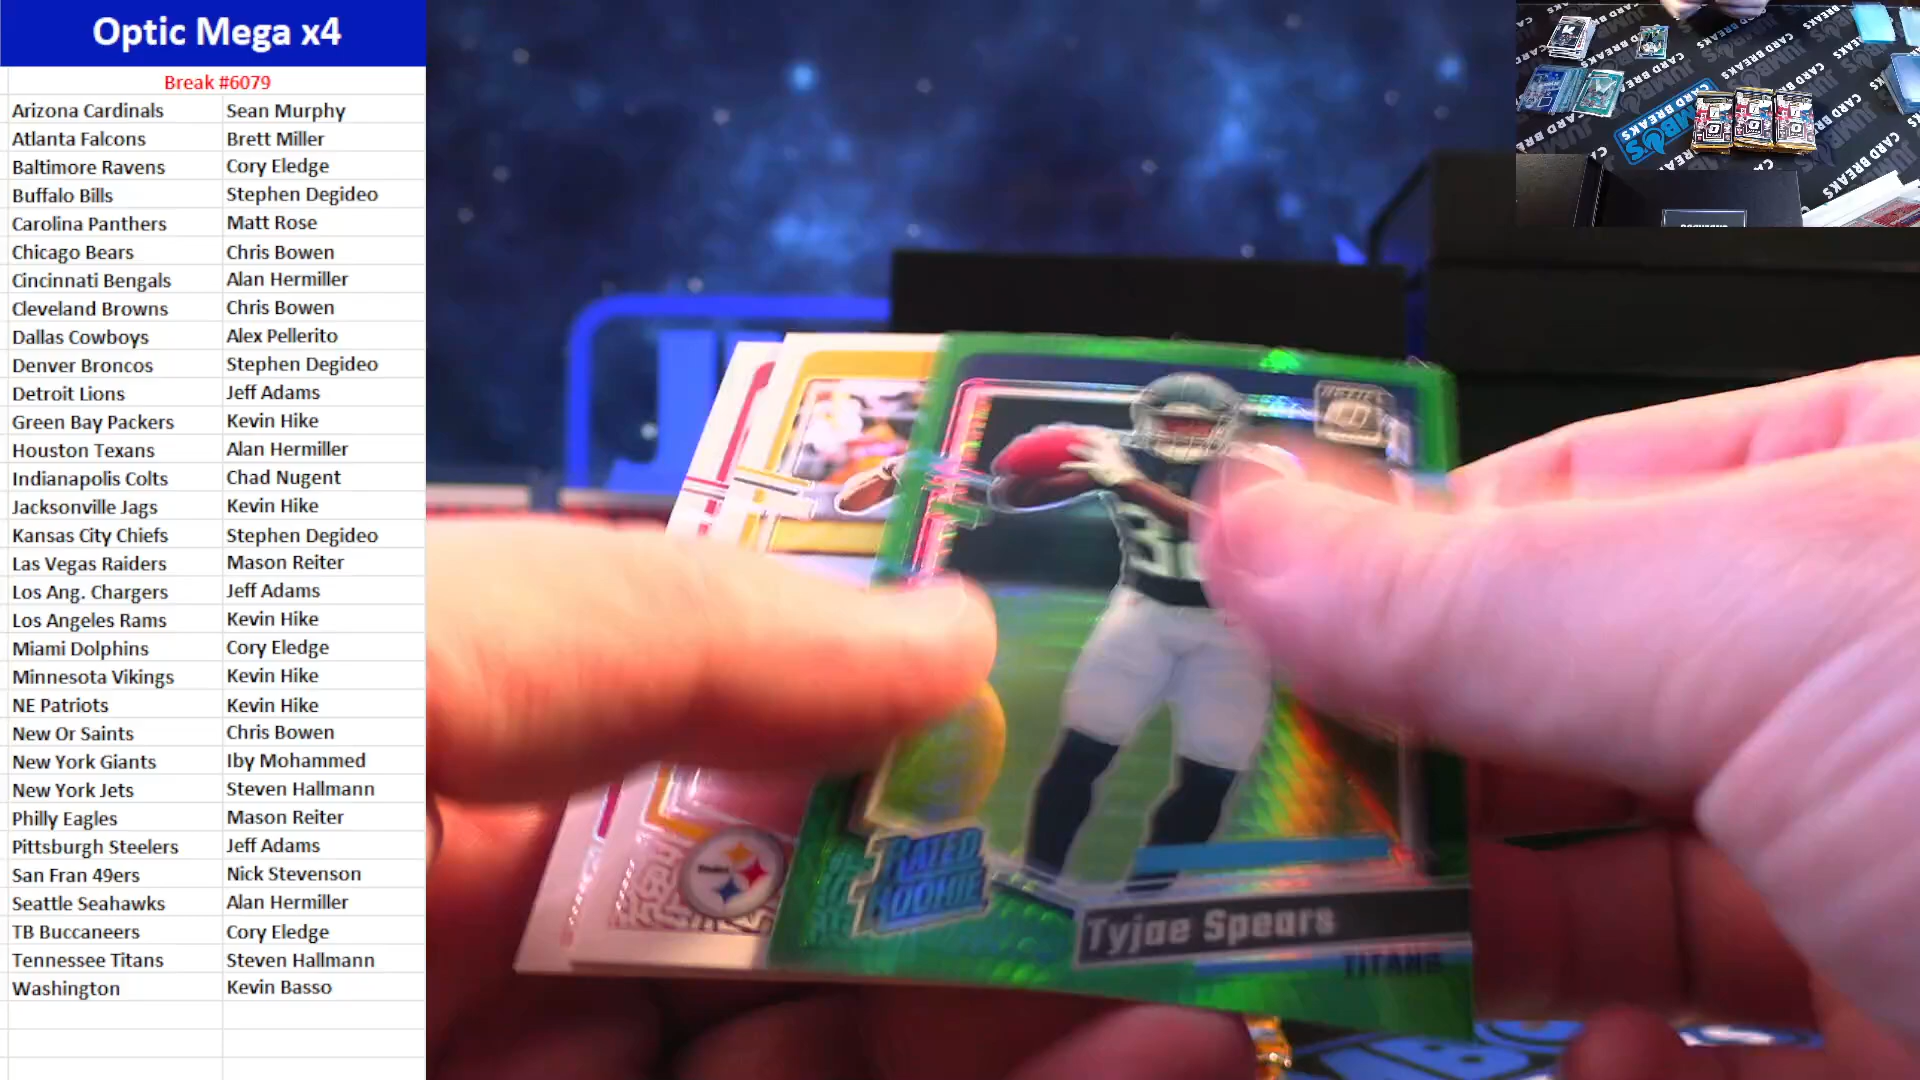 Optic Mega x4
Break #6079
Arizona Cardinals Sean Murphy
Atlanta Falcons Brett Miller
Baltimore Ravens Cory Eledge
Buffalo Bills Stephen Degideo
Carolina Panthers Matt Rose
Chicago Bears Chris Bowen
Cincinnati Bengals Alan Hermiller
Cleveland Browns Chris Bowen
Dallas Cowboys Alex Pellerito
Denver Broncos Stephen Degideo
Detroit Lions Jeff Adams
Green Bay Packers Kevin Hike
Houston Texans Alan Hermiller
Indianapolis Colts Chad Nugent
Jacksonville Jags Kevin Hike
Kansas City Chiefs Stephen Degideo
Las Vegas Raiders Mason Reiter
Los Ang. Chargers Jeff Adams
Los Angeles Rams Kevin Hike
Miami Dolphins Cory Eledge
Minnesota Vikings Kevin Hike
NE Patriots Kevin Hike
New Or Saints Chris Bowen
New York Giants Iby Mohammed
New York Jets Steven Hallmann
Philly Eagles Mason Reiter
Pittsburgh Steelers Jeff Adams
San Fran 49ers Nick Stevenson
Seattle Seahawks Alan Hermiller
TB Buccaneers Cory Eledge
Tennessee Titans Steven Hallmann
Washington Kevin Basso
RATED
ROOKIE
Tyjae Spears
TITANS
JUMBO'S
CARD BREAKS